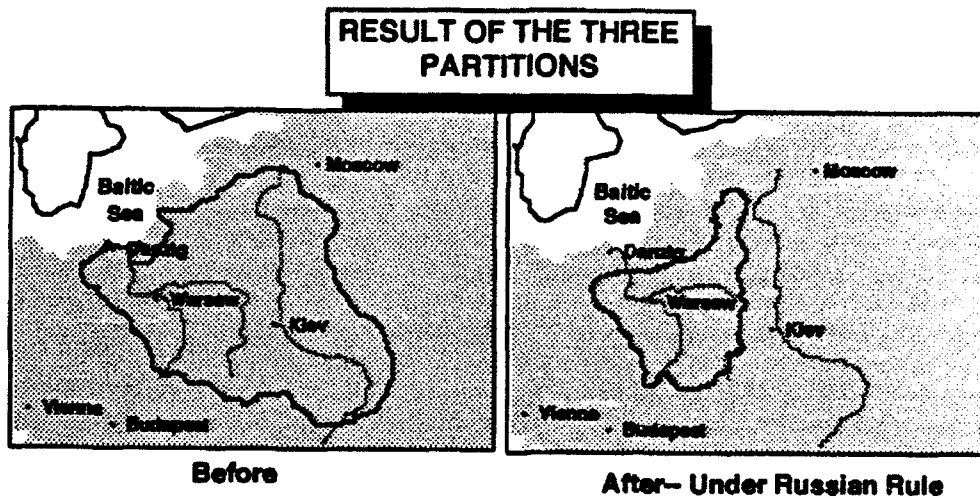 RESULT OF THE THREE
PARTITIONS
Moscow
Baltic
Sea
Danzig
Warsaw
Kiev
Vienna
Budapest
Before
Moscow
Baltic
Sea
Danzig
Warsaw
Kiev
Vienna
Budapest
After– Under Russian Rule